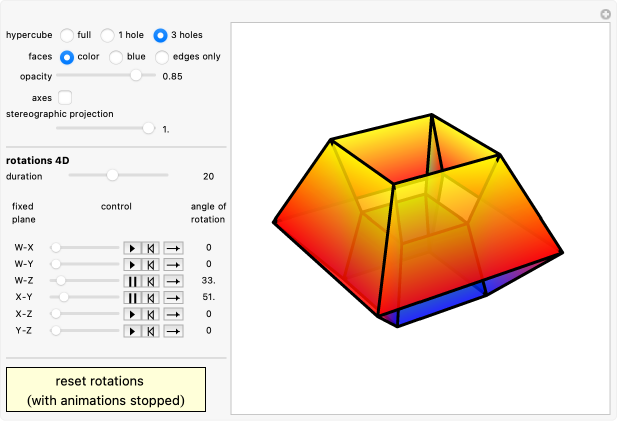 hypercube full 1 hole 3 holes
faces color blue edges only
opacity 0.85
axes
stereographic projection
1.
rotations 4D
duration 20
fixed plane control angle of rotation
W-X 0
W-Y 0
W-Z 33.
X-Y 51.
X-Z 0
Y-Z 0
reset rotations
(with animations stopped)